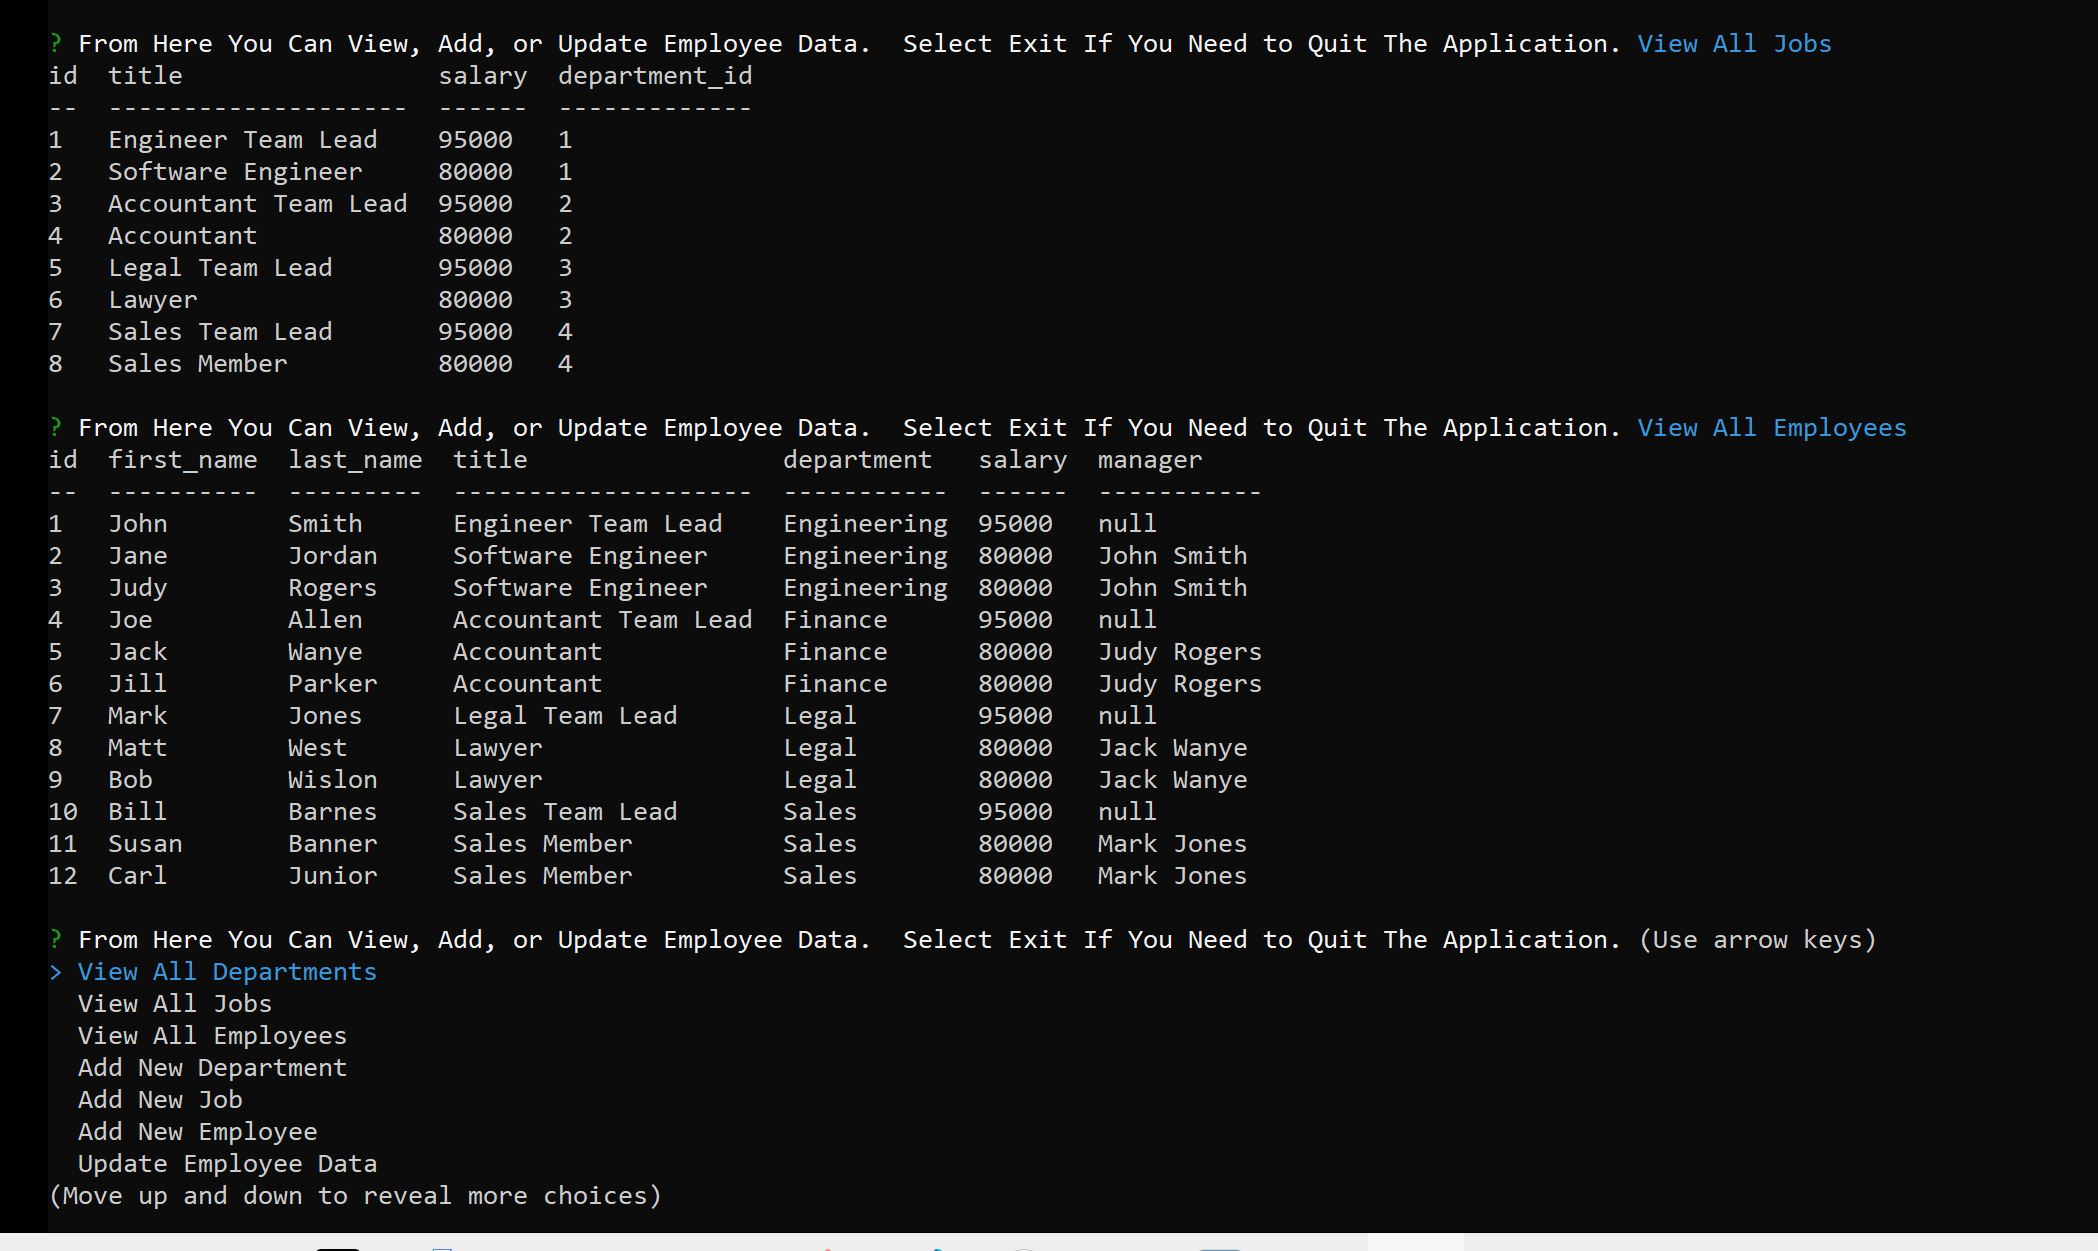 ? From Here You Can View, Add, or Update Employee Data.  Select Exit If You Need to Quit The Application. View All Jobs
id  title                 salary  department_id
--  --------------------  ------  -------------
1   Engineer Team Lead    95000   1
2   Software Engineer     80000   1
3   Accountant Team Lead  95000   2
4   Accountant            80000   2
5   Legal Team Lead       95000   3
6   Lawyer                80000   3
7   Sales Team Lead       95000   4
8   Sales Member          80000   4
? From Here You Can View, Add, or Update Employee Data.  Select Exit If You Need to Quit The Application. View All Employees
id  first_name  last_name  title                 department   salary  manager
--  ----------  ---------  --------------------  -----------  ------  -----------
1   John        Smith      Engineer Team Lead    Engineering  95000   null
2   Jane        Jordan     Software Engineer     Engineering  80000   John Smith
3   Judy        Rogers     Software Engineer     Engineering  80000   John Smith
4   Joe         Allen      Accountant Team Lead  Finance      95000   null
5   Jack        Wanye      Accountant            Finance      80000   Judy Rogers
6   Jill        Parker     Accountant            Finance      80000   Judy Rogers
7   Mark        Jones      Legal Team Lead       Legal        95000   null
8   Matt        West       Lawyer                Legal        80000   Jack Wanye
9   Bob         Wislon     Lawyer                Legal        80000   Jack Wanye
10  Bill        Barnes     Sales Team Lead       Sales        95000   null
11  Susan       Banner     Sales Member          Sales        80000   Mark Jones
12  Carl        Junior     Sales Member          Sales        80000   Mark Jones
? From Here You Can View, Add, or Update Employee Data.  Select Exit If You Need to Quit The Application. (Use arrow keys)
> View All Departments
  View All Jobs
  View All Employees
  Add New Department
  Add New Job
  Add New Employee
  Update Employee Data
(Move up and down to reveal more choices)